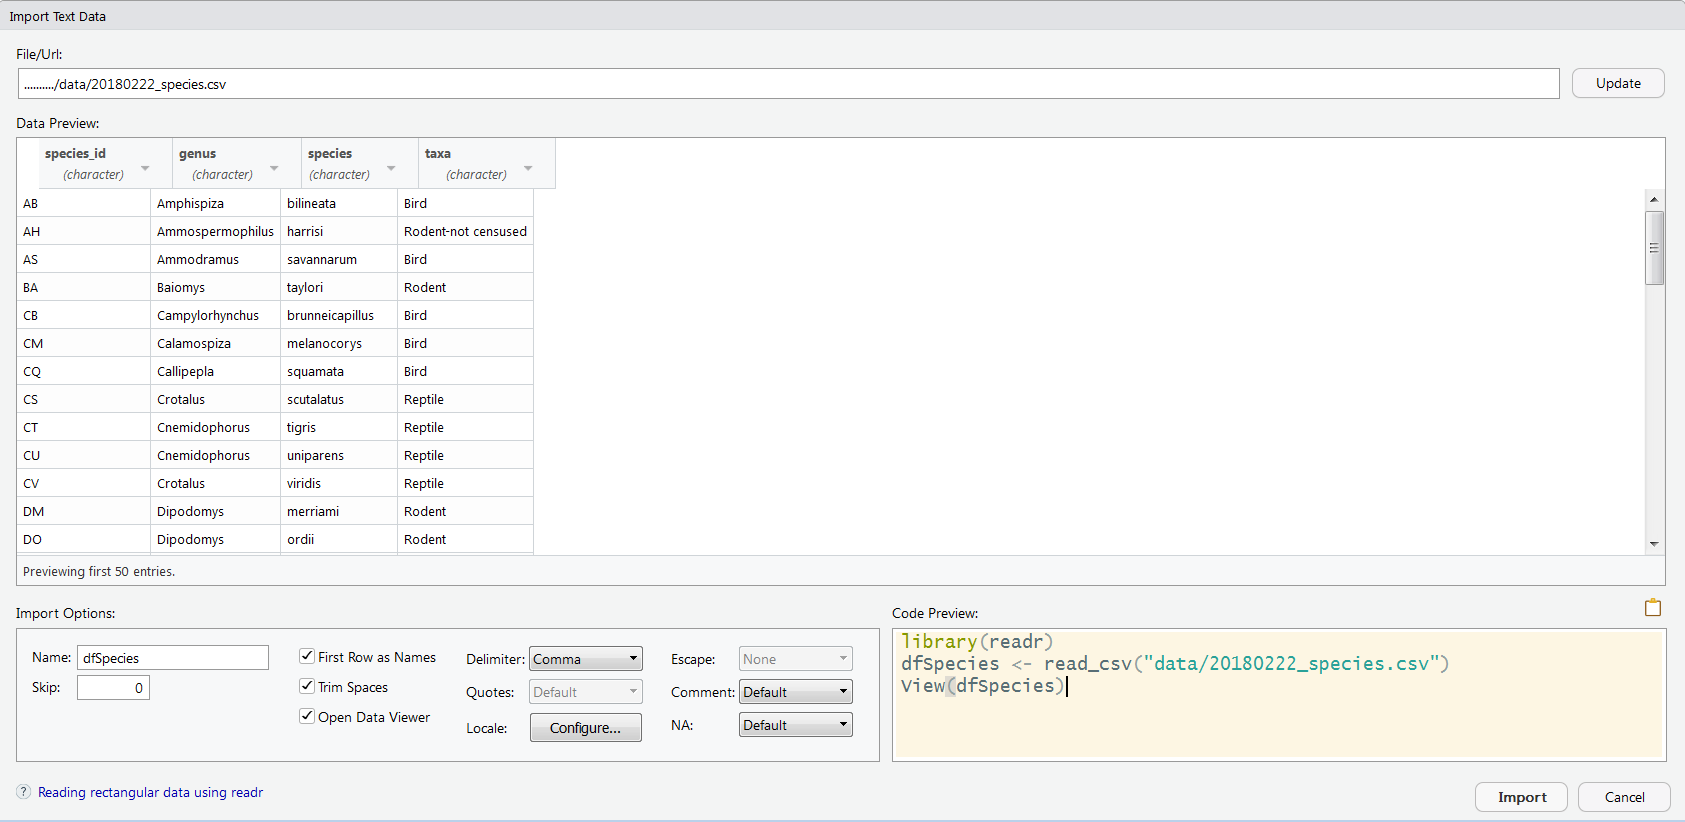 Import Text Data
File/Url:
........../data/20180222_species.csv
Update
Data Preview:
species_id genus species taxa
(character) (character) (character) (character)
AB Amphispiza bilineata Bird
AH Ammospermophilus harrisi Rodent-not censused
AS Ammodramus savannarum Bird
BA Baiomys taylori Rodent
CB Campylorhynchus brunneicapillus Bird
CM Calamospiza melanocorys Bird
CQ Callipepla squamata Bird
CS Crotalus scutalatus Reptile
CT Cnemidophorus tigris Reptile
CU Cnemidophorus uniparens Reptile
CV Crotalus viridis Reptile
DM Dipodomys merriami Rodent
DO Dipodomys ordii Rodent
Previewing first 50 entries.
Import Options:
Name: dfSpecies
Skip: 0
First Row as Names
Trim Spaces
Open Data Viewer
Delimiter: Comma
Quotes: Default
Locale: Configure...
Escape: None
Comment: Default
NA: Default
Code Preview:
library(readr)
dfSpecies <- read_csv("data/20180222_species.csv")
View(dfSpecies)
? Reading rectangular data using readr
Import
Cancel